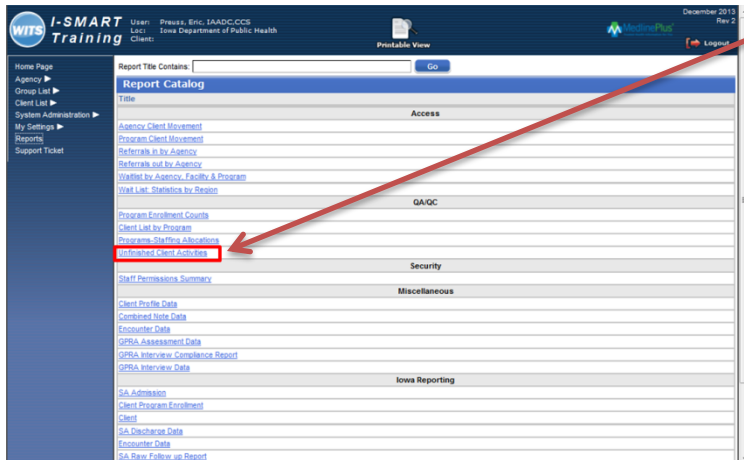 December 2013
Rev 2
WITS
I-SMART
Training
User: Preuss, Eric, IAADC,CCS
Loc: Iowa Department of Public Health
Client:
Printable View
MedlinePlus
Logout
Home Page
Agency
Group List
Client List
System Administration
My Settings
Reports
Support Ticket
Report Title Contains:
Go
Report Catalog
Title
Access
Agency Client Movement
Program Client Movement
Referrals in by Agency
Referrals out by Agency
Waitlist by Agency, Facility & Program
Wait List: Statistics by Region
QA/QC
Program Enrollment Counts
Client List by Program
Programs-Staffing Allocations
Unfinished Client Activities
Security
Staff Permissions Summary
Miscellaneous
Client Profile Data
Combined Note Data
Encounter Data
GPRA Assessment Data
GPRA Interview Compliance Report
GPRA Interview Data
Iowa Reporting
SA Admission
Client Program Enrollment
Client
SA Discharge Data
Encounter Data
SA Raw Follow up Report